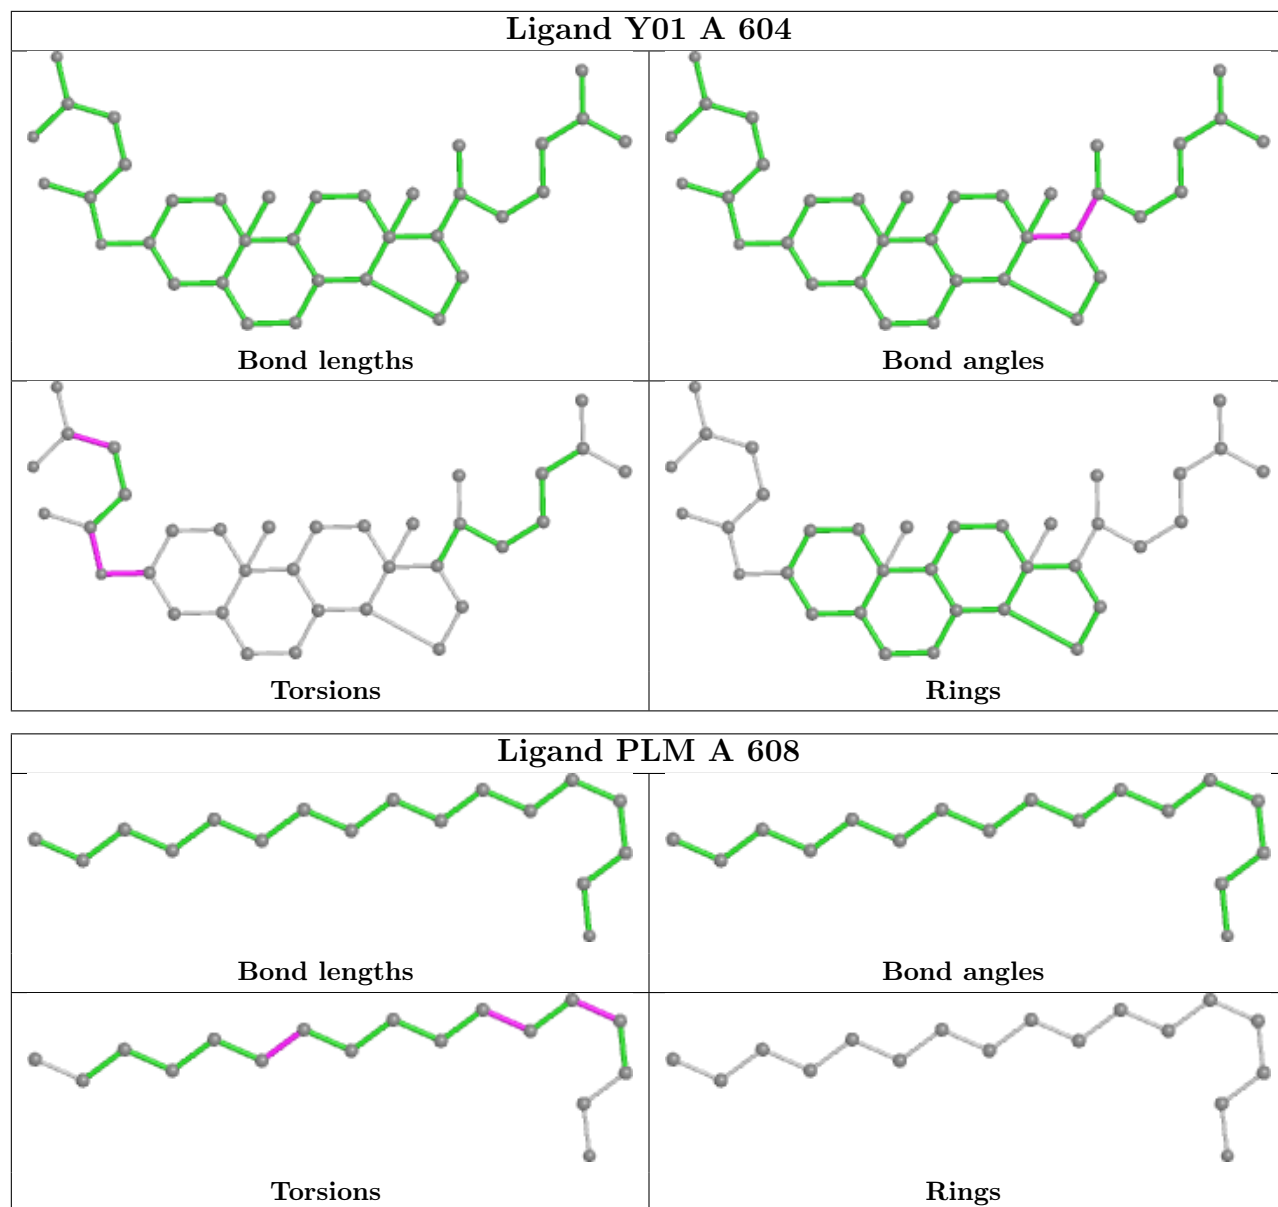 Ligand Y01 A 604
Bond lengths
Bond angles
Torsions
Rings
Ligand PLM A 608
Bond lengths
Bond angles
Torsions
Rings